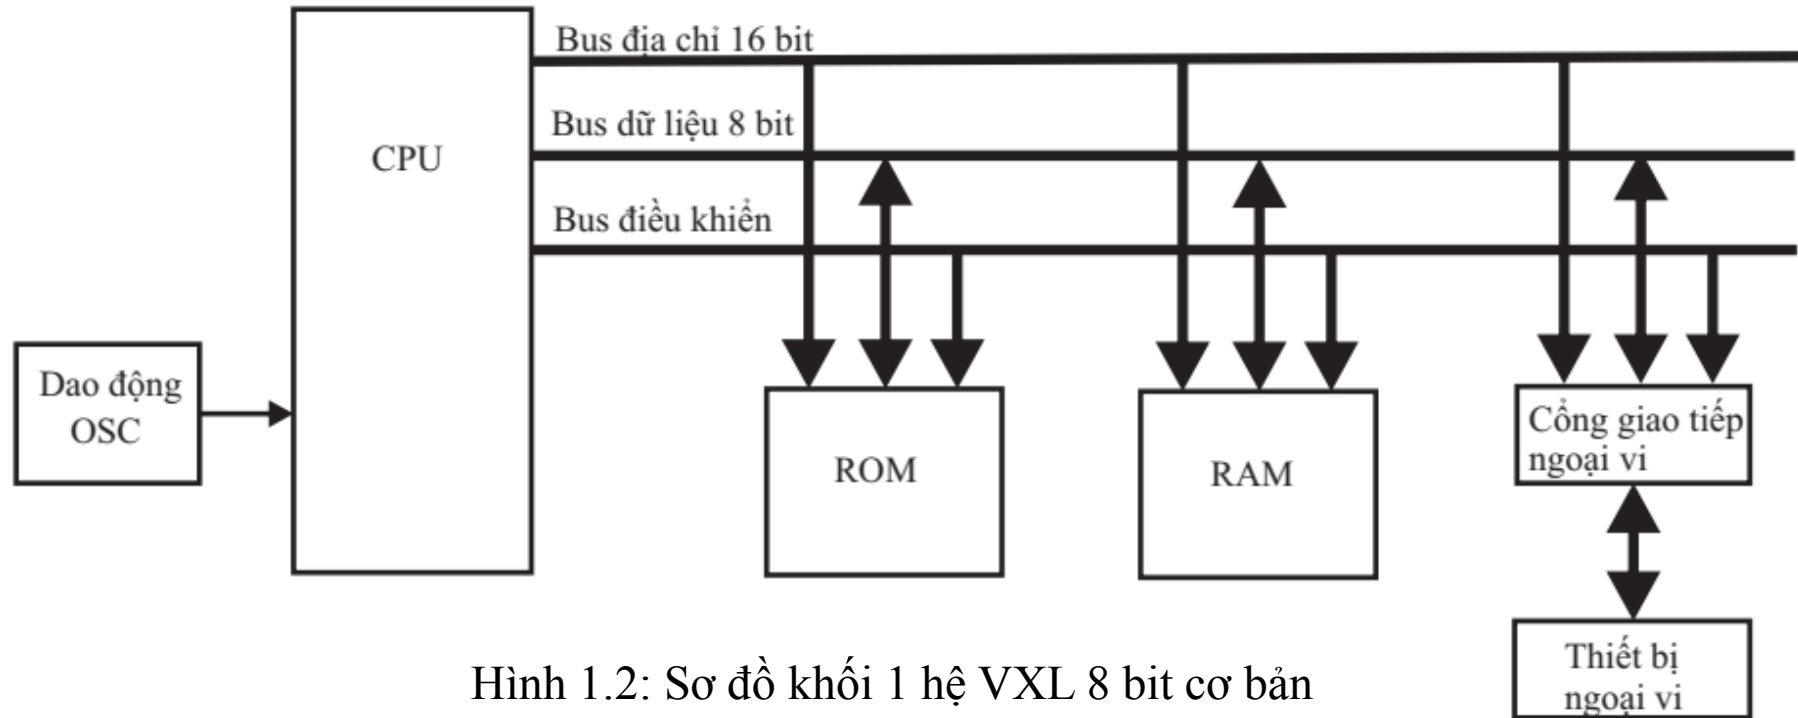 Bus địa chỉ 16 bit
Bus dữ liệu 8 bit
CPU
Bus điều khiển
Dao động
OSC
ROM
RAM
Cổng giao tiếp
ngoại vi
Thiết bị
ngoại vi
Hình 1.2: Sơ đồ khối 1 hệ VXL 8 bit cơ bản